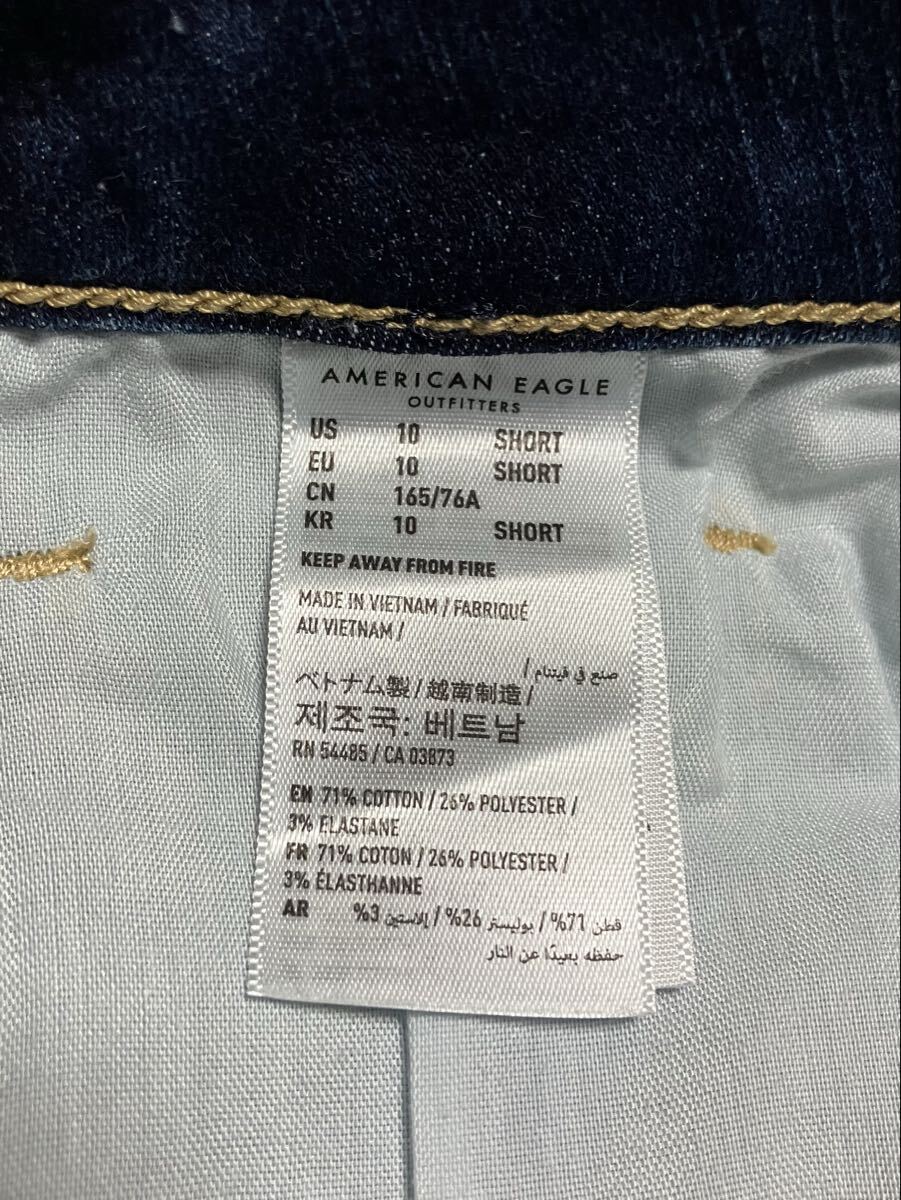 AMERICAN EAGLE
OUTFITTERS
US 10 SHORT
EU 10 SHORT
CN 165/76A
KR 10 SHORT
KEEP AWAY FROM FIRE
MADE IN VIETNAM / FABRIQUÉ
AU VIETNAM /
صنع في فيتنام /
ベトナム製 / 越南制造 /
제조국: 베트남
RN 54485 / CA 03873
EN 71% COTTON / 26% POLYESTER /
3% ELASTANE
FR 71% COTON / 26% POLYESTER /
3% ÉLASTHANNE
AR قطن 71% / بوليستر 26% / إلاستين 3%
حفظه بعيدًا عن النار